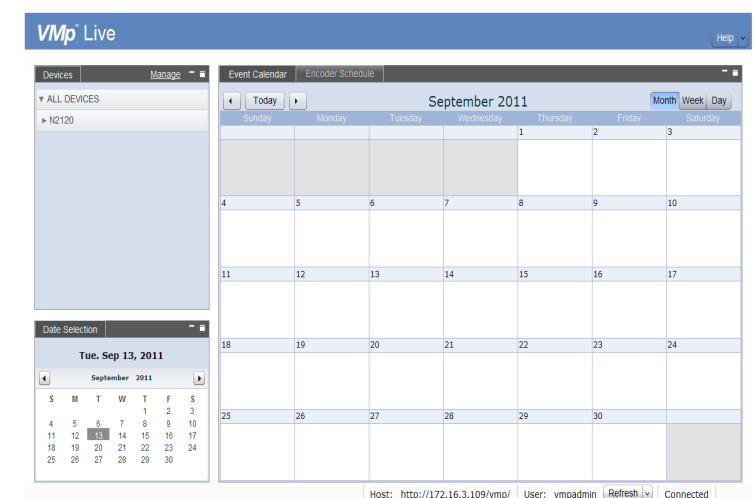 VMp™ Live
Help
Devices Manage
ALL DEVICES
N2120
Event Calendar Encoder Schedule
Today September 2011 Month Week Day
Sunday Monday Tuesday Wednesday Thursday Friday Saturday
1 2 3
4 5 6 7 8 9 10
11 12 13 14 15 16 17
18 19 20 21 22 23 24
25 26 27 28 29 30
Date Selection
Tue. Sep 13, 2011
September 2011
S M T W T F S
1 2 3
4 5 6 7 8 9 10
11 12 13 14 15 16 17
18 19 20 21 22 23 24
25 26 27 28 29 30
Host: http://172.16.3.109/vmp/ User: vmpadmin Refresh Connected